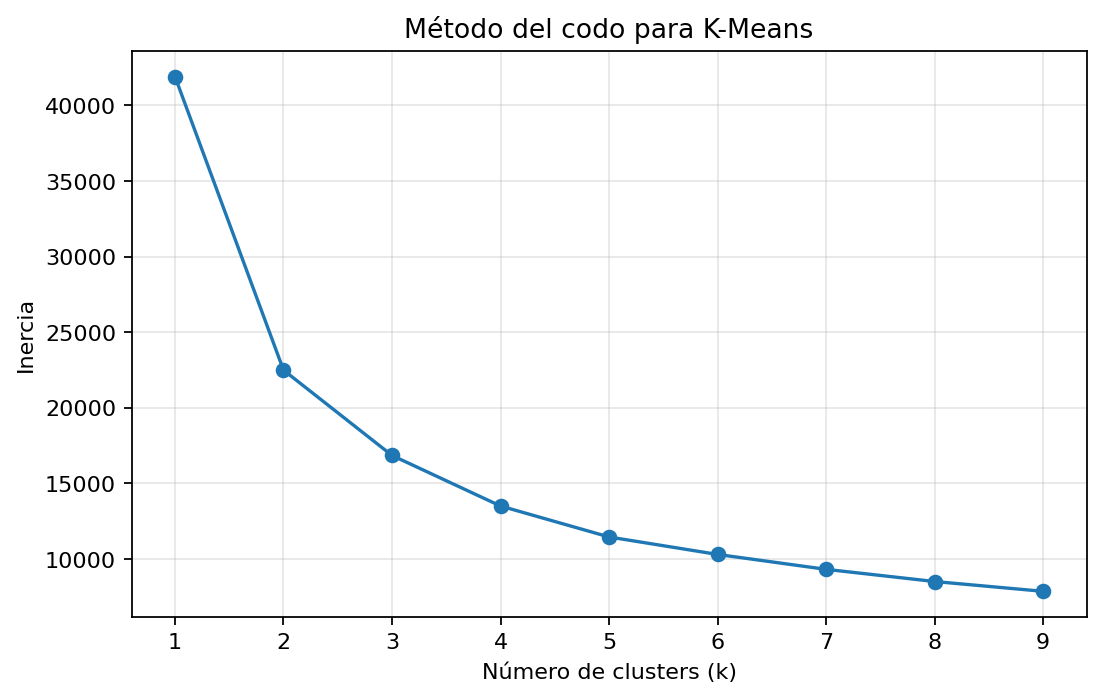 Método del codo para K-Means
40000
35000
30000
25000
20000
15000
10000
Inercia
1 2 3 4 5 6 7 8 9
Número de clusters (k)